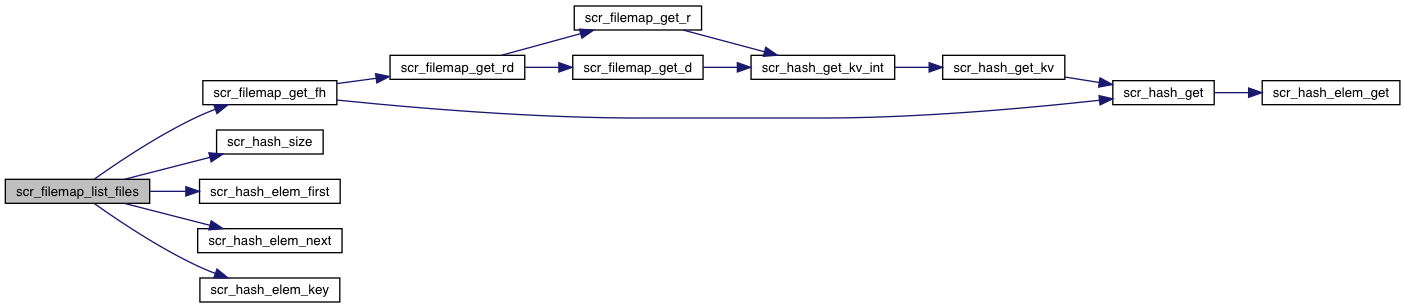 scr_filemap_list_files
scr_filemap_get_fh
scr_hash_size
scr_hash_elem_first
scr_hash_elem_next
scr_hash_elem_key
scr_filemap_get_rd
scr_filemap_get_r
scr_filemap_get_d
scr_hash_get_kv_int
scr_hash_get_kv
scr_hash_get
scr_hash_elem_get